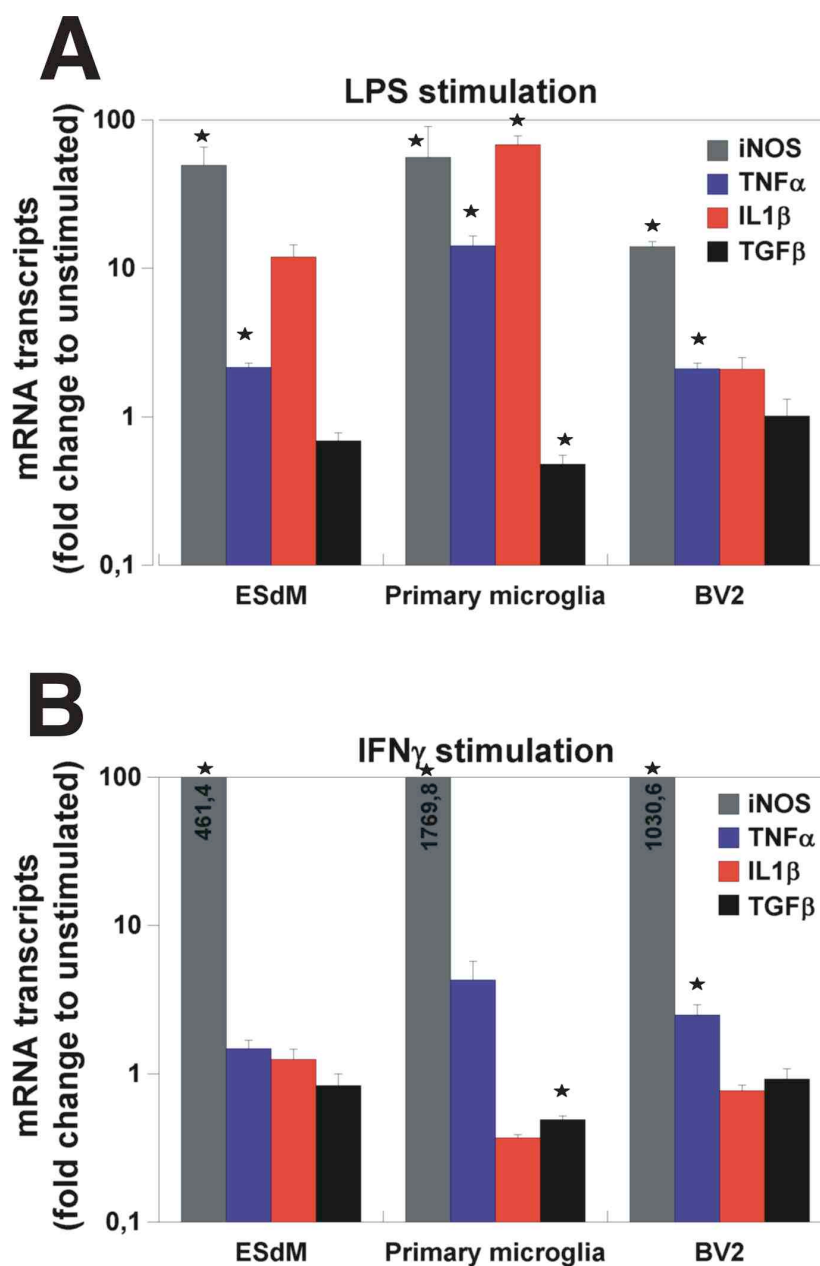 A
LPS stimulation
mRNA transcripts
(fold change to unstimulated)
100
10
1
0,1
iNOS
TNFα
IL1β
TGFβ
ESdM
Primary microglia
BV2
B
IFNγ stimulation
mRNA transcripts
(fold change to unstimulated)
100
10
1
0,1
461,4
1769,8
1030,6
iNOS
TNFα
IL1β
TGFβ
ESdM
Primary microglia
BV2